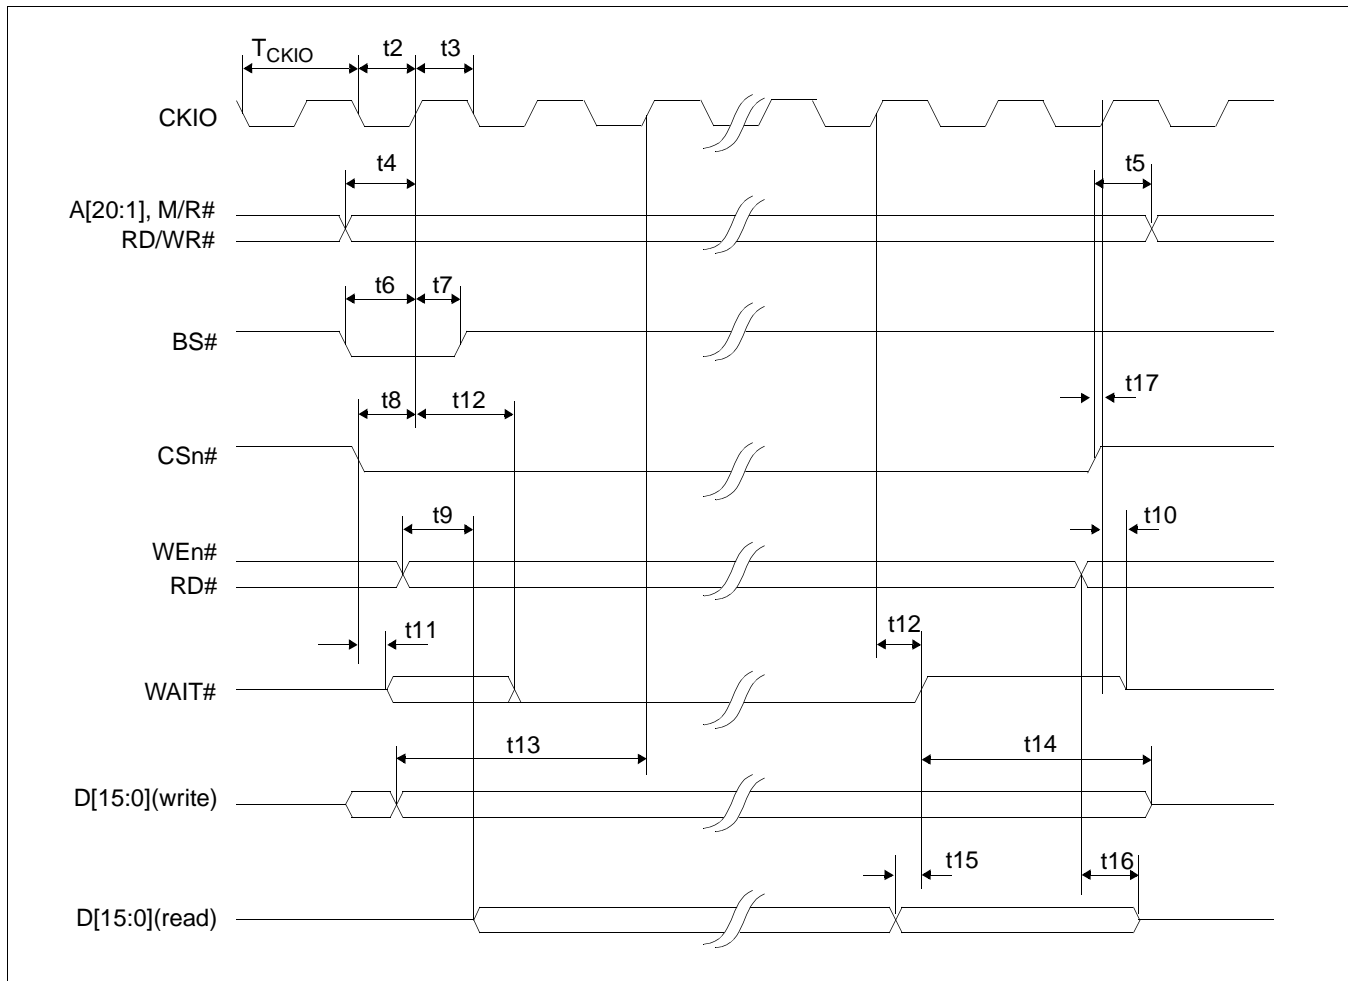 TCKIO t2 t3
CKIO
t4 t5
A[20:1], M/R#
RD/WR#
t6 t7
BS#
t17
t8 t12
CSn#
t9 t10
WEn#
RD#
t11 t12
WAIT#
t13 t14
D[15:0](write)
t15 t16
D[15:0](read)